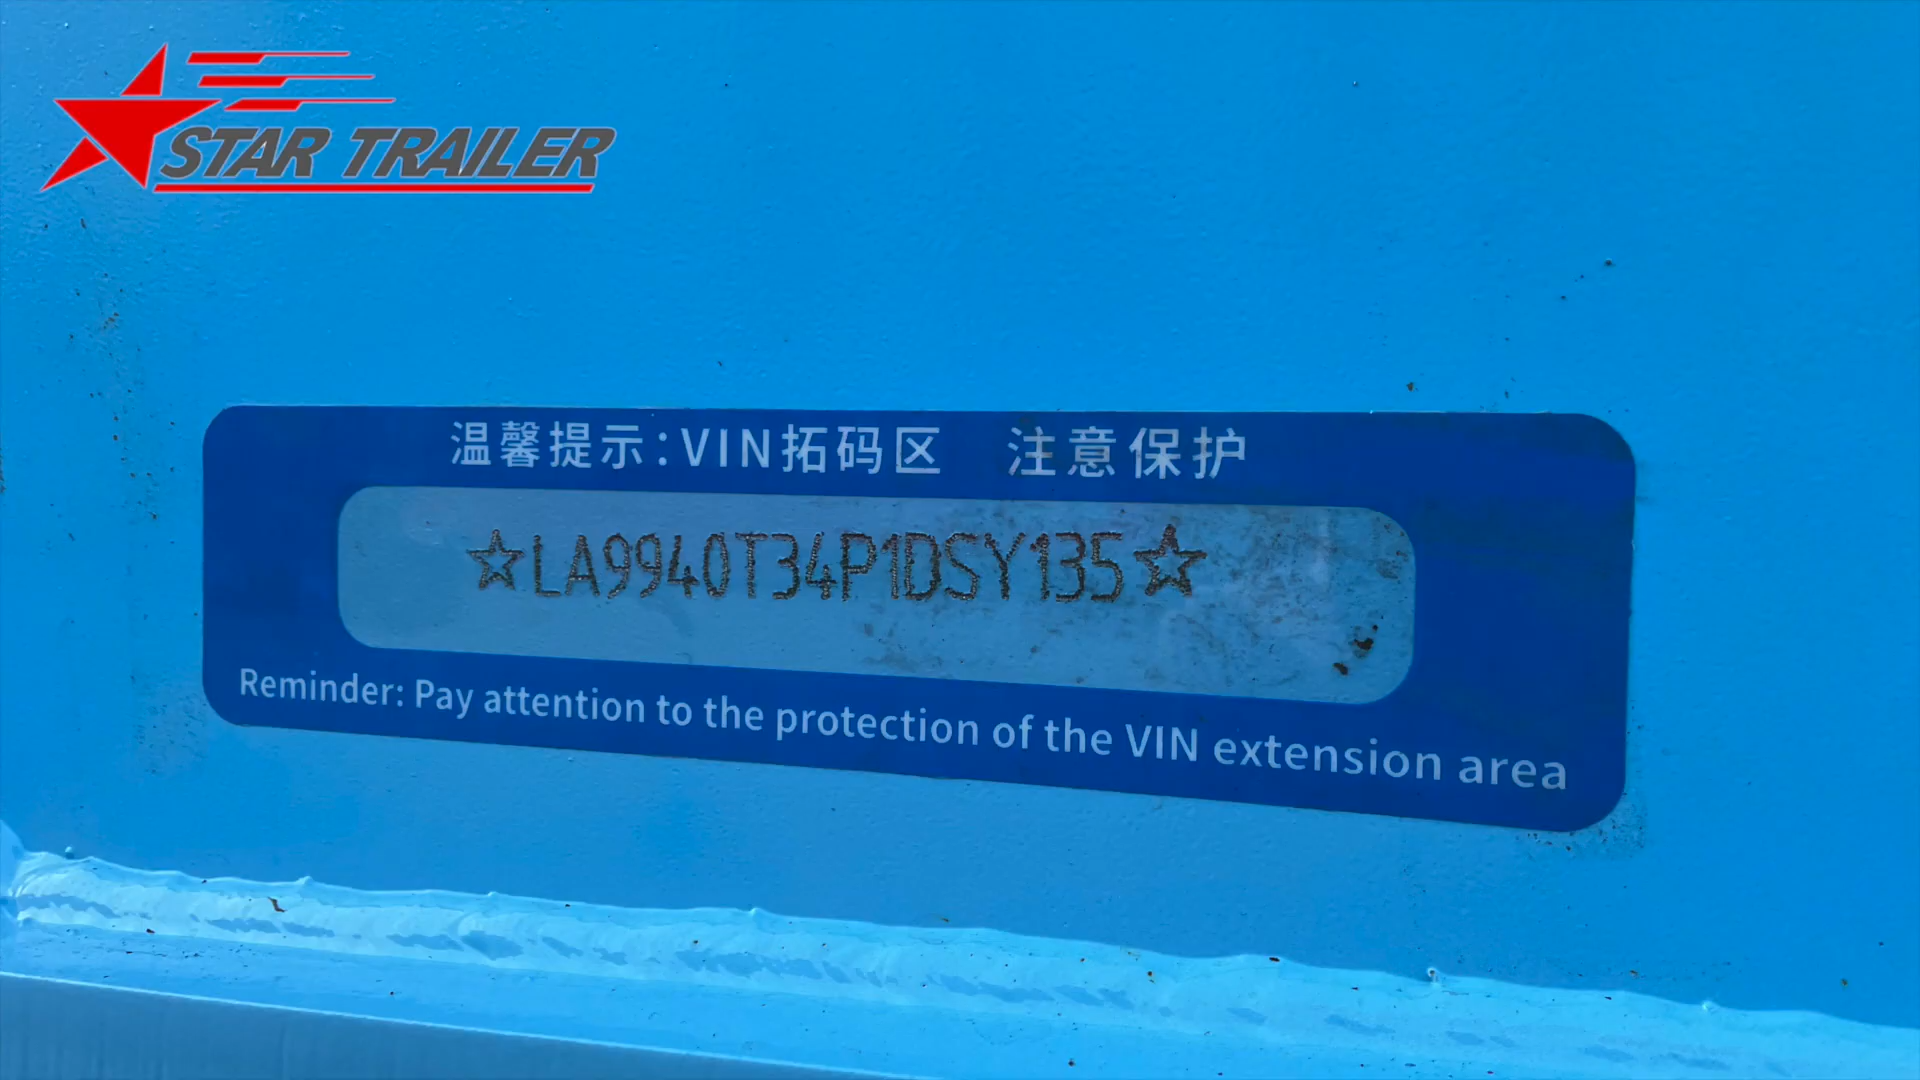 STAR TRAILER
温馨提示:VIN拓码区 注意保护
☆LA9940T34P1DSY135☆
Reminder: Pay attention to the protection of the VIN extension area